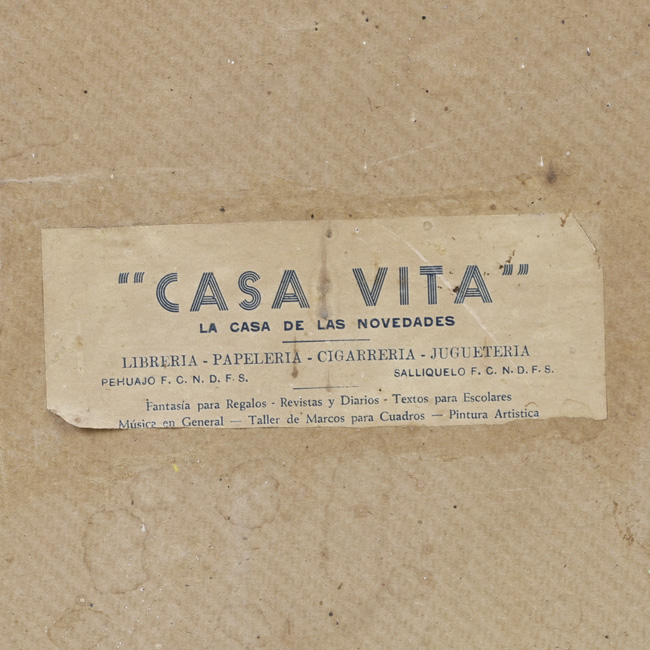 ""CASA VITA""
LA CASA DE LAS NOVEDADES
LIBRERIA - PAPELERIA - CIGARRERIA - JUGUETERIA
PEHUAJO F. C. N. D. F. S. SALLIQUELO F. C. N. D. F. S.
Fantasía para Regalos - Revistas y Diarios - Textos para Escolares
Música en General — Taller de Marcos para Cuadros — Pintura Artistica